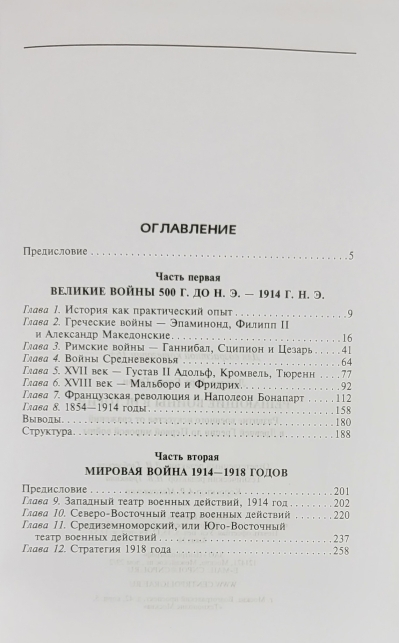 ОГЛАВЛЕНИЕ
Предисловие ........................................ 5
Часть первая
ВЕЛИКИЕ ВОЙНЫ 500 Г. ДО Н. Э. — 1914 Г. Н. Э.
Глава 1. История как практический опыт .................... 9
Глава 2. Греческие войны — Эпаминонд, Филипп II
и Александр Македонские ......................... 16
Глава 3. Римские войны — Ганнибал, Сципион и Цезарь ..... 41
Глава 4. Войны Средневековья ............................ 64
Глава 5. XVII век — Густав II Адольф, Кромвель, Тюренн .... 77
Глава 6. XVIII век — Мальборо и Фридрих .................. 92
Глава 7. Французская революция и Наполеон Бонапарт ...... 112
Глава 8. 1854—1914 годы ................................ 158
Выводы. ............................................. 180
Структура. ........................................... 188
Часть вторая
МИРОВАЯ ВОЙНА 1914—1918 ГОДОВ
Предисловие ......................................... 201
Глава 9. Западный театр военных действий, 1914 год ........ 202
Глава 10. Северо-Восточный театр военных действий ........ 220
Глава 11. Средиземноморский, или Юго-Восточный
театр военных действий ........................... 237
Глава 12. Стратегия 1918 года ............................ 258